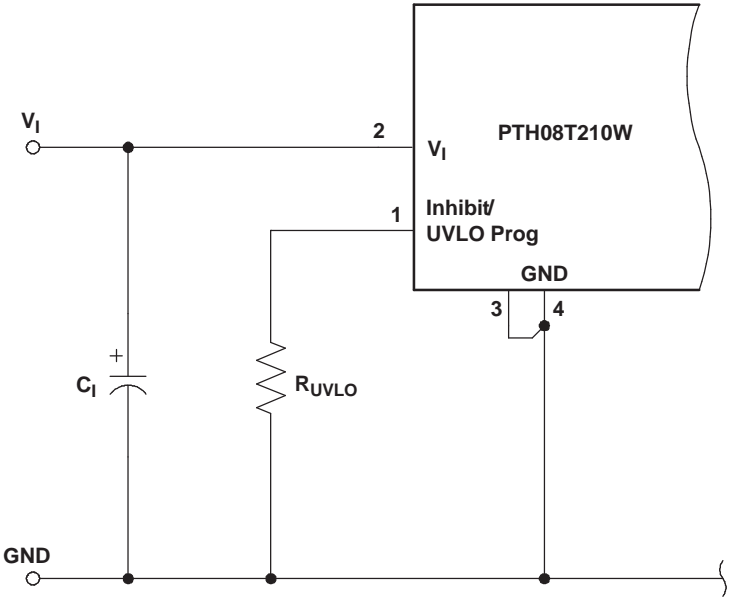 V_I
2
PTH08T210W
V_I
1
Inhibit/
UVLO Prog
GND
3
4
+
C_I
R_UVLO
GND